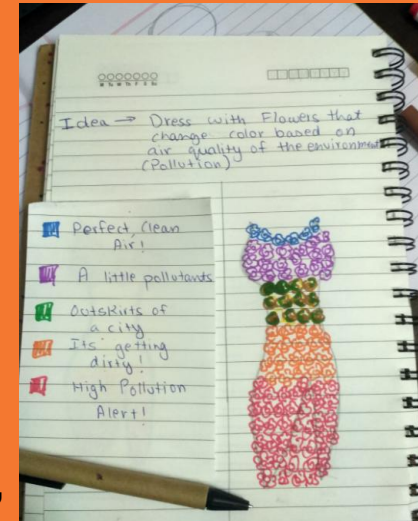 Idea → Dress with Flowers that
change color based on
air quality of the environment
(Pollution)
Perfect, Clean
Air!
A little pollutants
Outskirts of
a city
Its getting
dirty!
High Pollution
Alert!